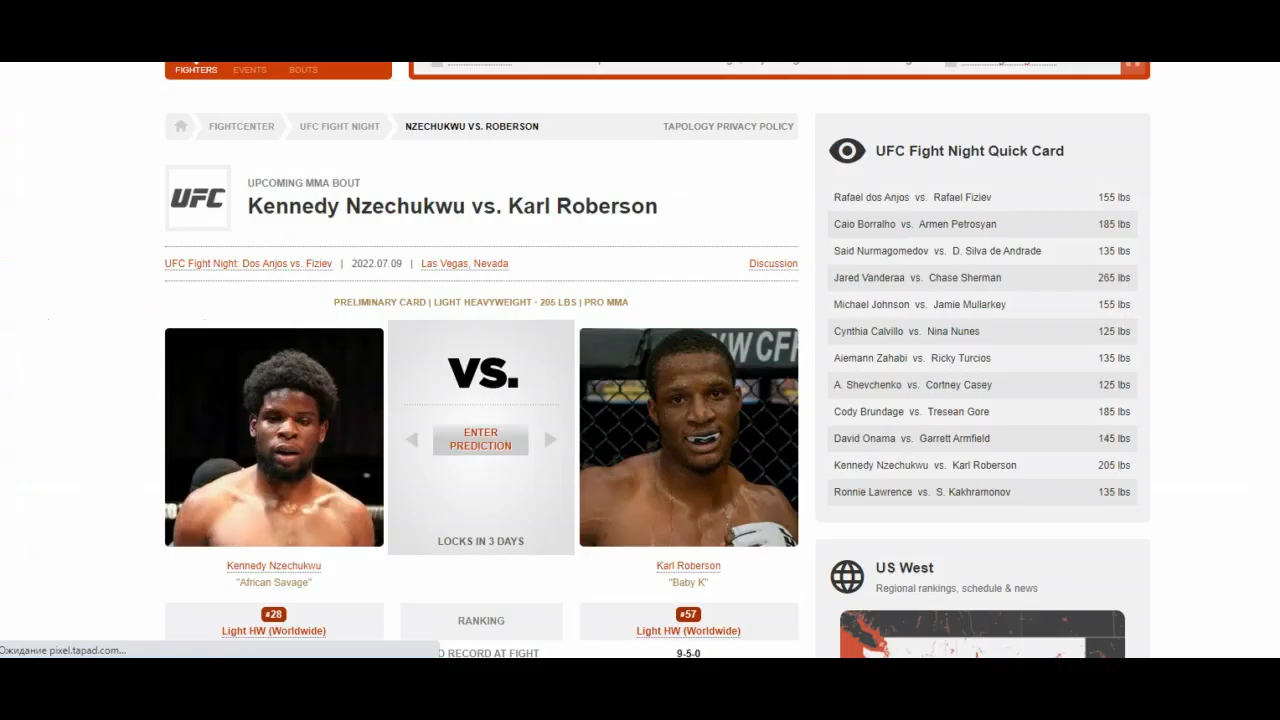 FIGHTERS EVENTS BOUTS
FIGHTCENTER UFC FIGHT NIGHT NZECHUKWU VS. ROBERSON TAPOLOGY PRIVACY POLICY
UFC
UPCOMING MMA BOUT
Kennedy Nzechukwu vs. Karl Roberson
UFC Fight Night: Dos Anjos vs. Fiziev | 2022.07.09 | Las Vegas, Nevada Discussion
PRELIMINARY CARD | LIGHT HEAVYWEIGHT · 205 LBS | PRO MMA
WW CFF
VS.
ENTER
PREDICTION
LOCKS IN 3 DAYS
Kennedy Nzechukwu Karl Roberson
"African Savage" "Baby K"
#28 RANKING #57
Light HW (Worldwide) Light HW (Worldwide)
RECORD AT FIGHT 9-5-0
Ожидание pixel.tapad.com...
UFC Fight Night Quick Card
Rafael dos Anjos vs. Rafael Fiziev 155 lbs
Caio Borralho vs. Armen Petrosyan 185 lbs
Said Nurmagomedov vs. D. Silva de Andrade 135 lbs
Jared Vanderaa vs. Chase Sherman 265 lbs
Michael Johnson vs. Jamie Mullarkey 155 lbs
Cynthia Calvillo vs. Nina Nunes 125 lbs
Aiemann Zahabi vs. Ricky Turcios 135 lbs
A. Shevchenko vs. Cortney Casey 125 lbs
Cody Brundage vs. Tresean Gore 185 lbs
David Onama vs. Garrett Armfield 145 lbs
Kennedy Nzechukwu vs. Karl Roberson 205 lbs
Ronnie Lawrence vs. S. Kakhramonov 135 lbs
US West
Regional rankings, schedule & news